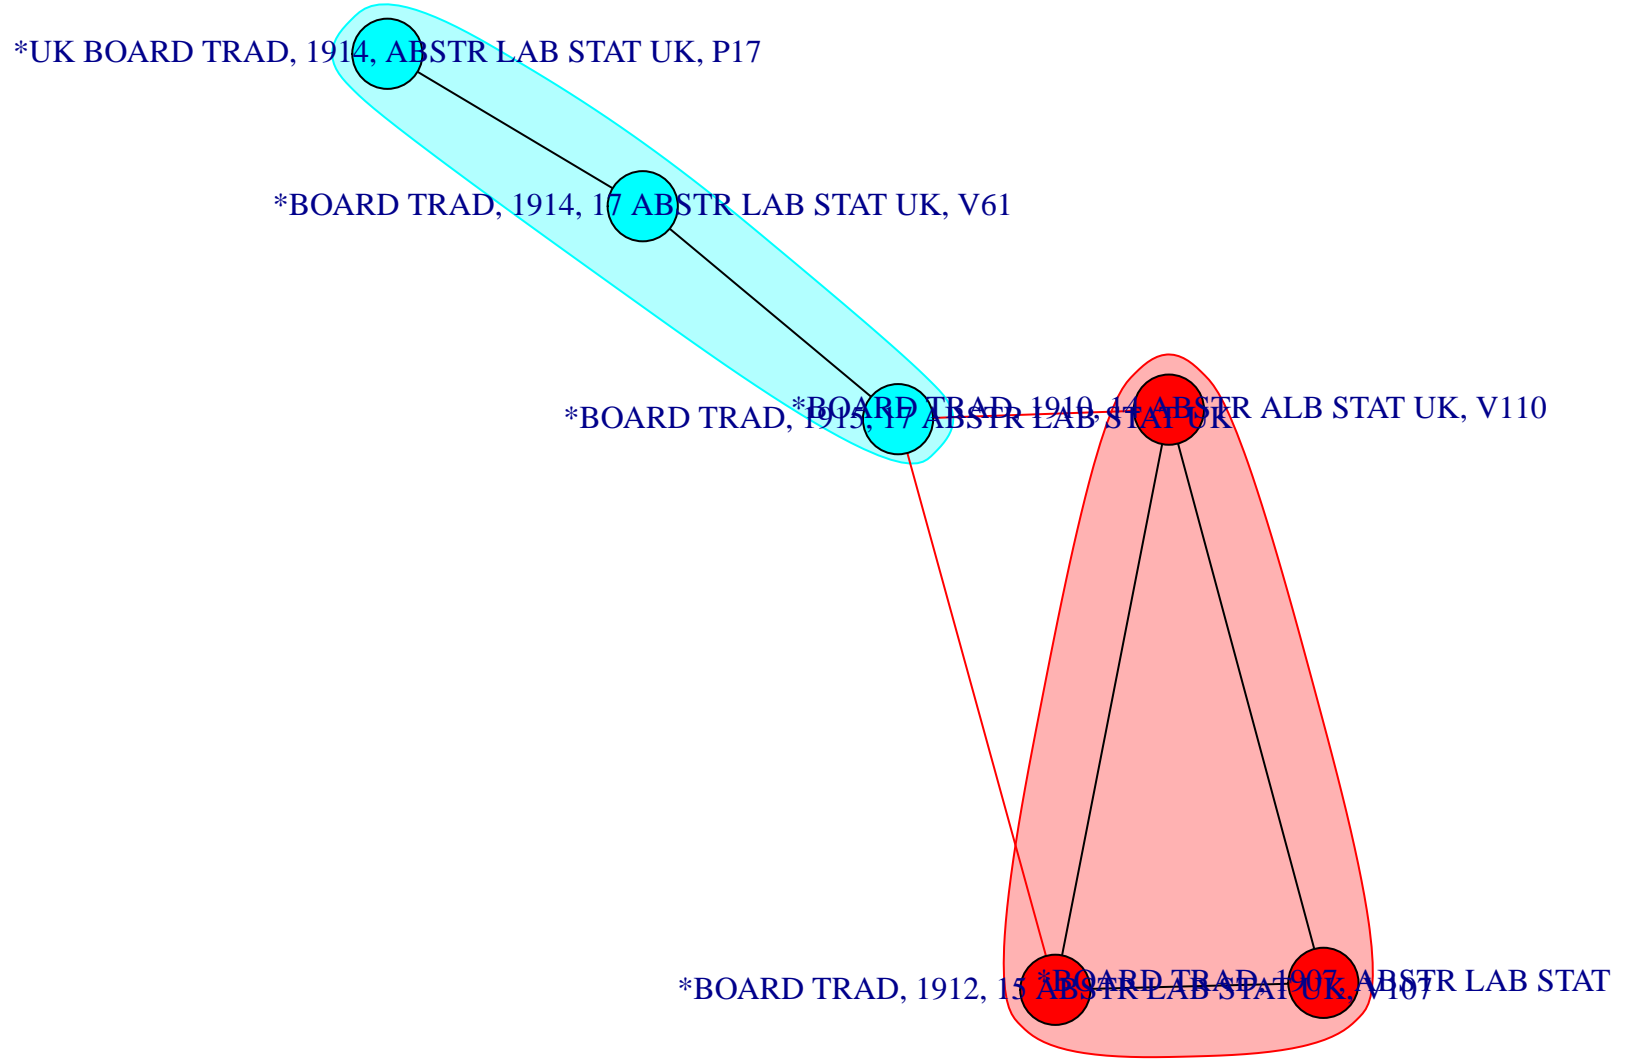 *UK BOARD TRAD, 1914, ABSTR LAB STAT UK, P17
*BOARD TRAD, 1914, 17 ABSTR LAB STAT UK, V61
*BOARD TRAD, 1910, 14 ABSTR ALB STAT UK, V110
*BOARD TRAD, 1915, 17 ABSTR LAB STAT UK
*BOARD TRAD, 1907, ABSTR LAB STAT
*BOARD TRAD, 1912, 15 ABSTR LAB STAT UK, V107